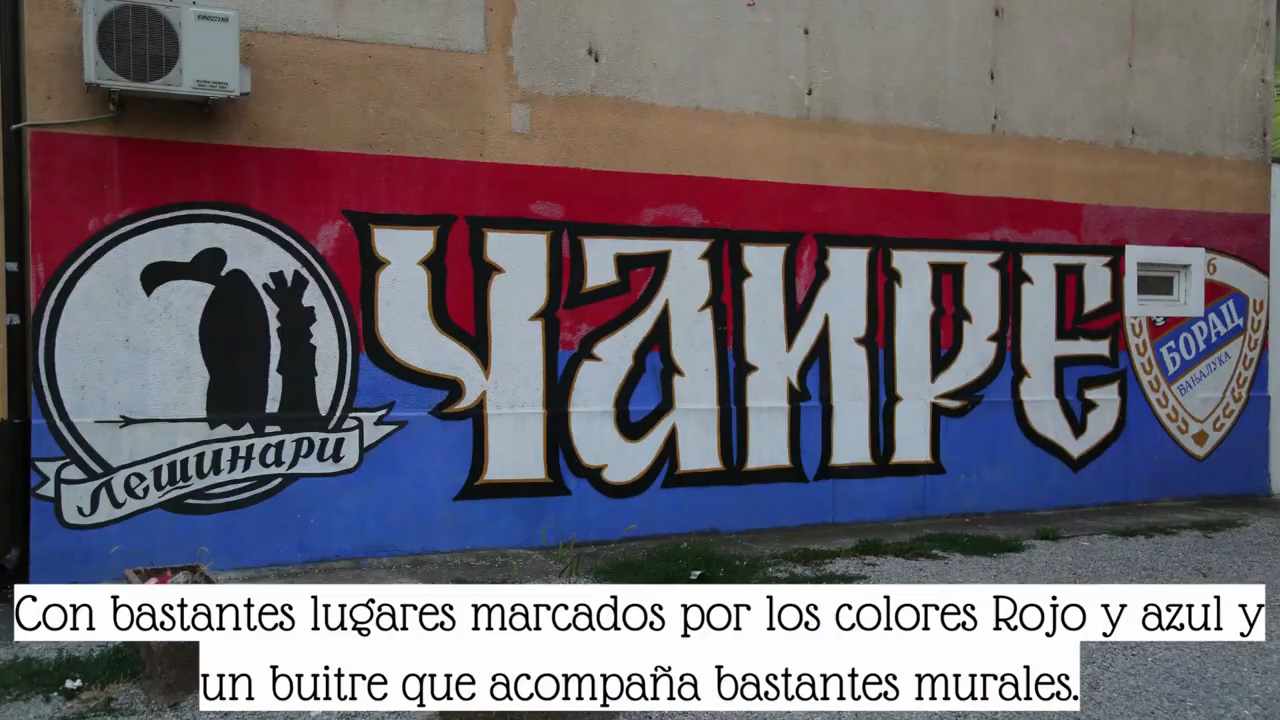 ЧАИРЕ
Лешинари
БОРАЦ
БАЊАЛУКА
Con bastantes lugares marcados por los colores Rojo y azul y
un buitre que acompaña bastantes murales.